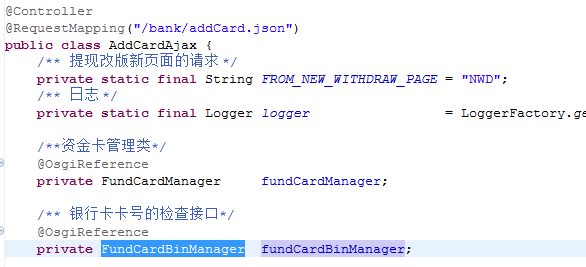 @Controller
@RequestMapping("/bank/addCard.json")
public class AddCardAjax {
/** 提现改版新页面的请求 */
private static final String FROM_NEW_WITHDRAW_PAGE = "NWD";
/** 日志 */
private static final Logger logger = LoggerFactory.ge
/**资金卡管理类*/
@OsgiReference
private FundCardManager fundCardManager;
/** 银行卡卡号的检查接口*/
@OsgiReference
private FundCardBinManager fundCardBinManager;